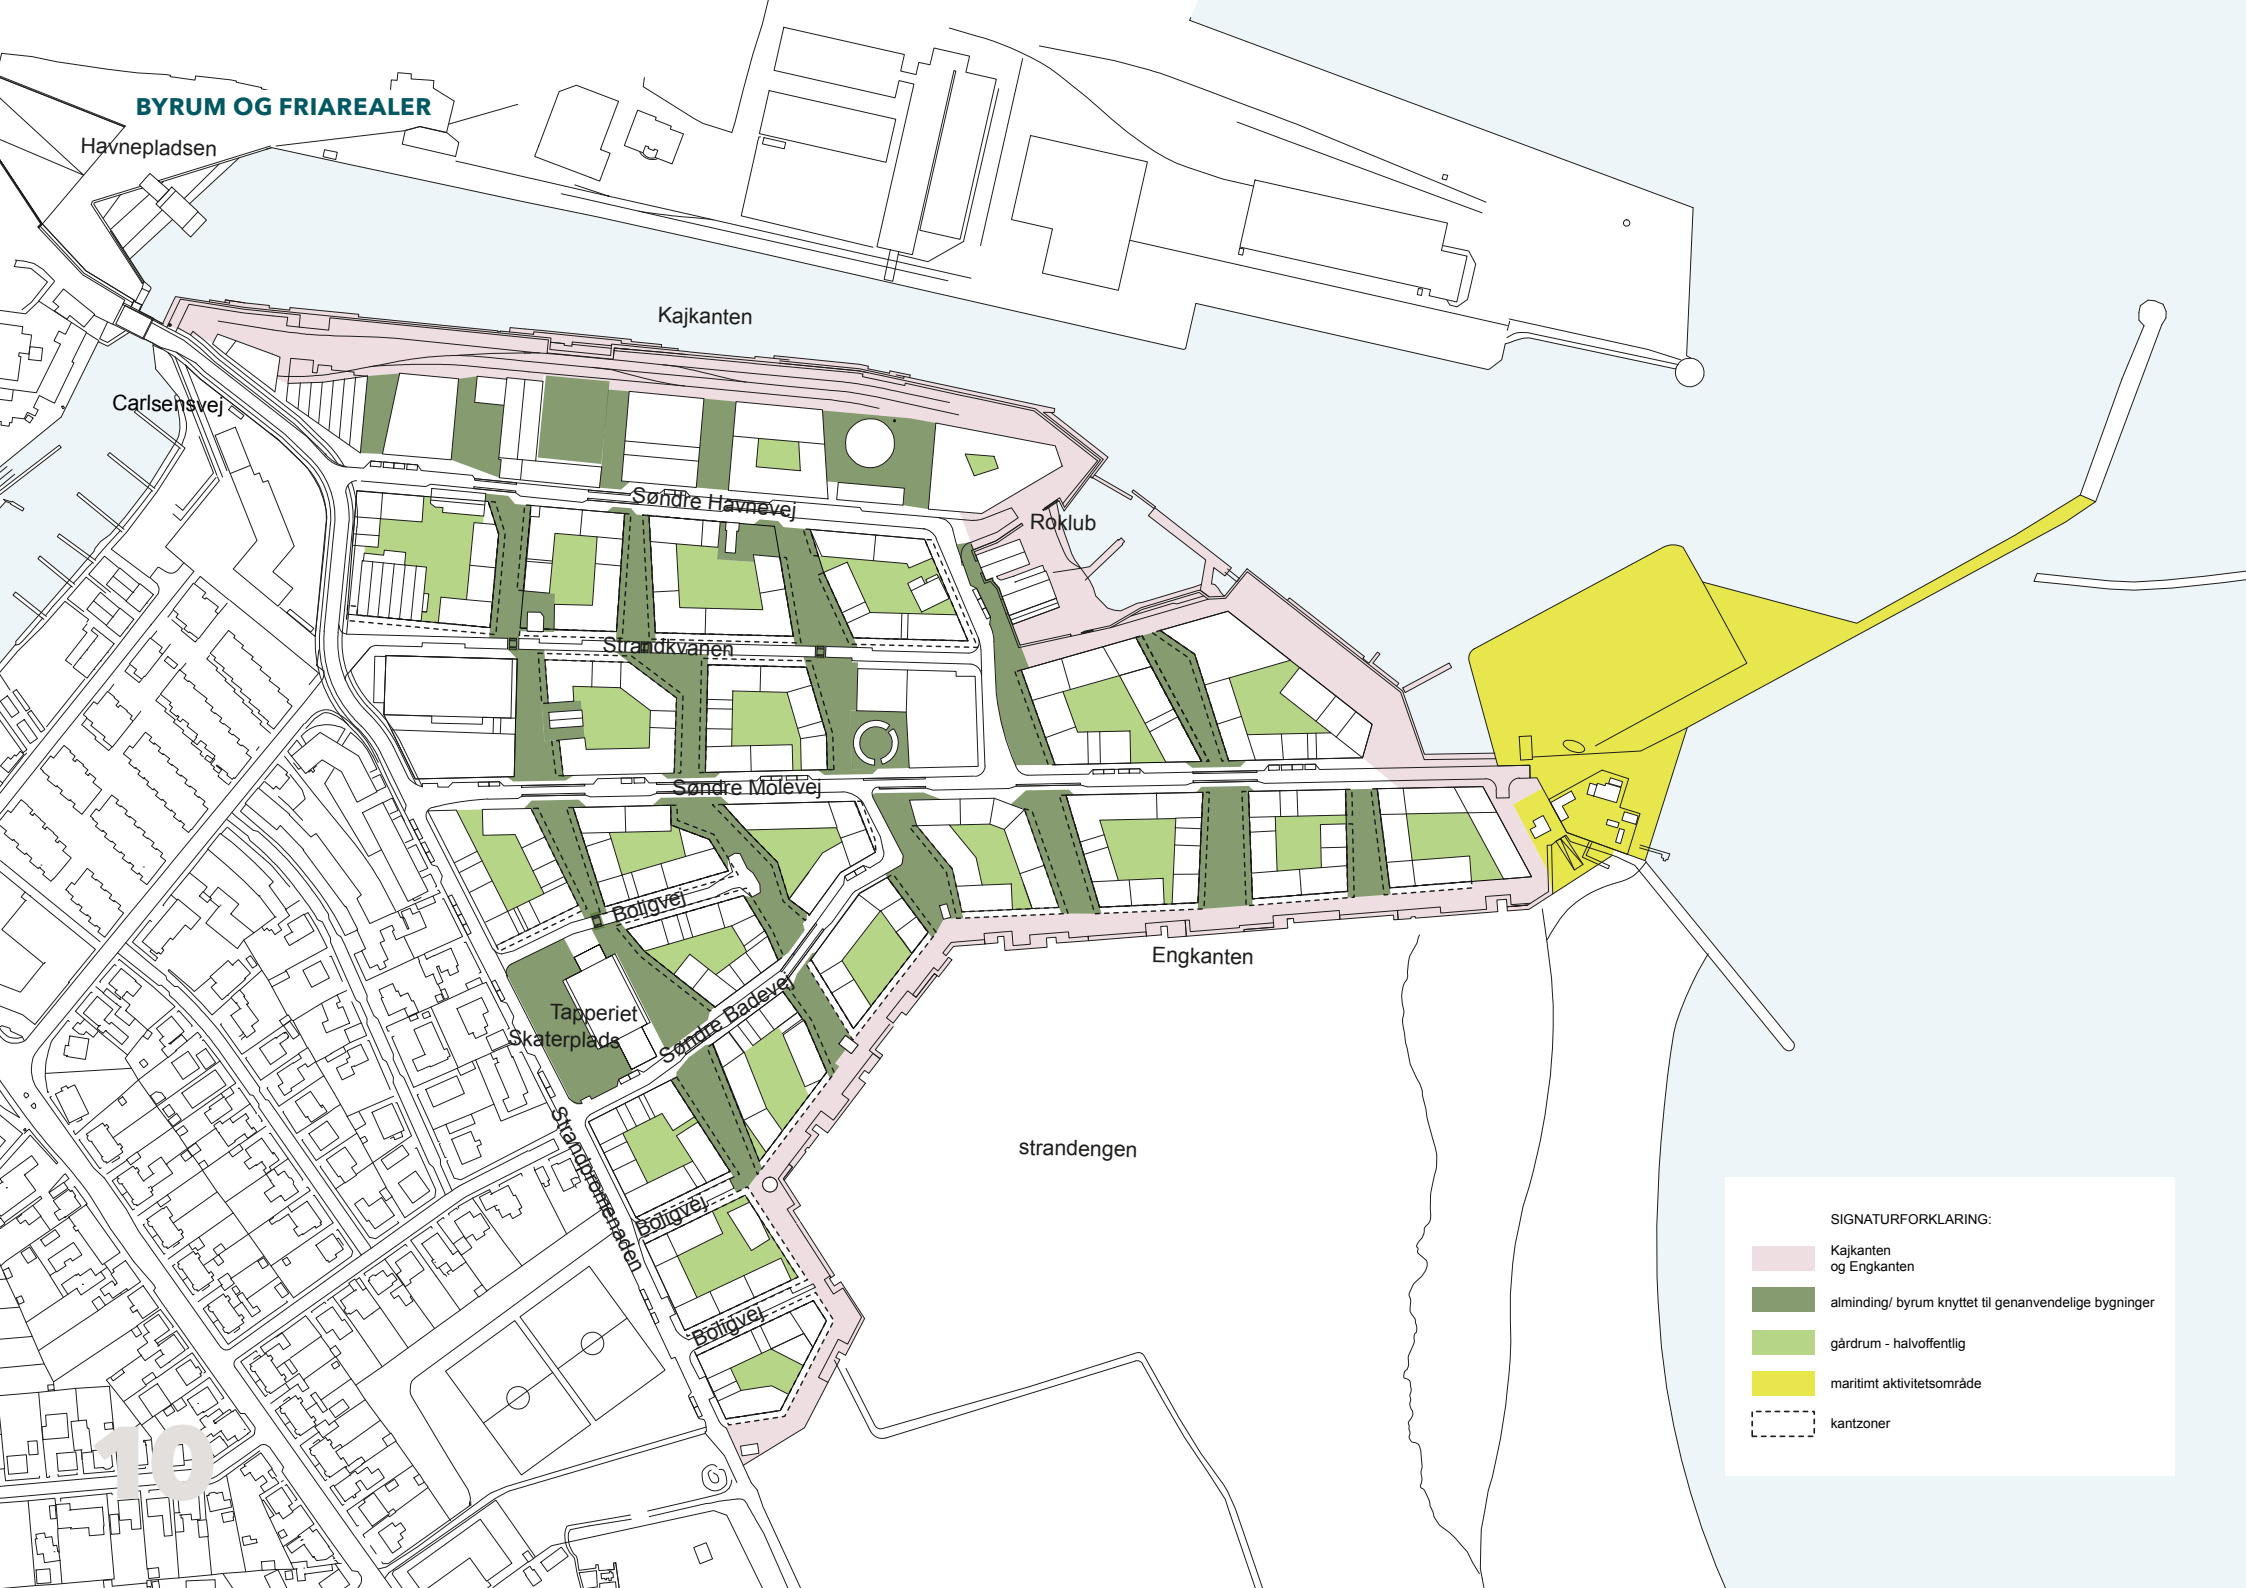 BYRUM OG FRIAREALER
Havnepladsen
Kajkanten
Carlsensvej
Søndre Havnevej
Roklub
Strandkvanen
Søndre Molevej
Boligvej
Engkanten
Tapperiet
Skaterplads
Søndre Badevej
Strandpromenaden
strandengen
Boligvej
Boligvej
SIGNATURFORKLARING:
Kajkanten
og Engkanten
alminding/ byrum knyttet til genanvendelige bygninger
gårdrum - halvoffentlig
maritimt aktivitetsområde
kantzoner
10